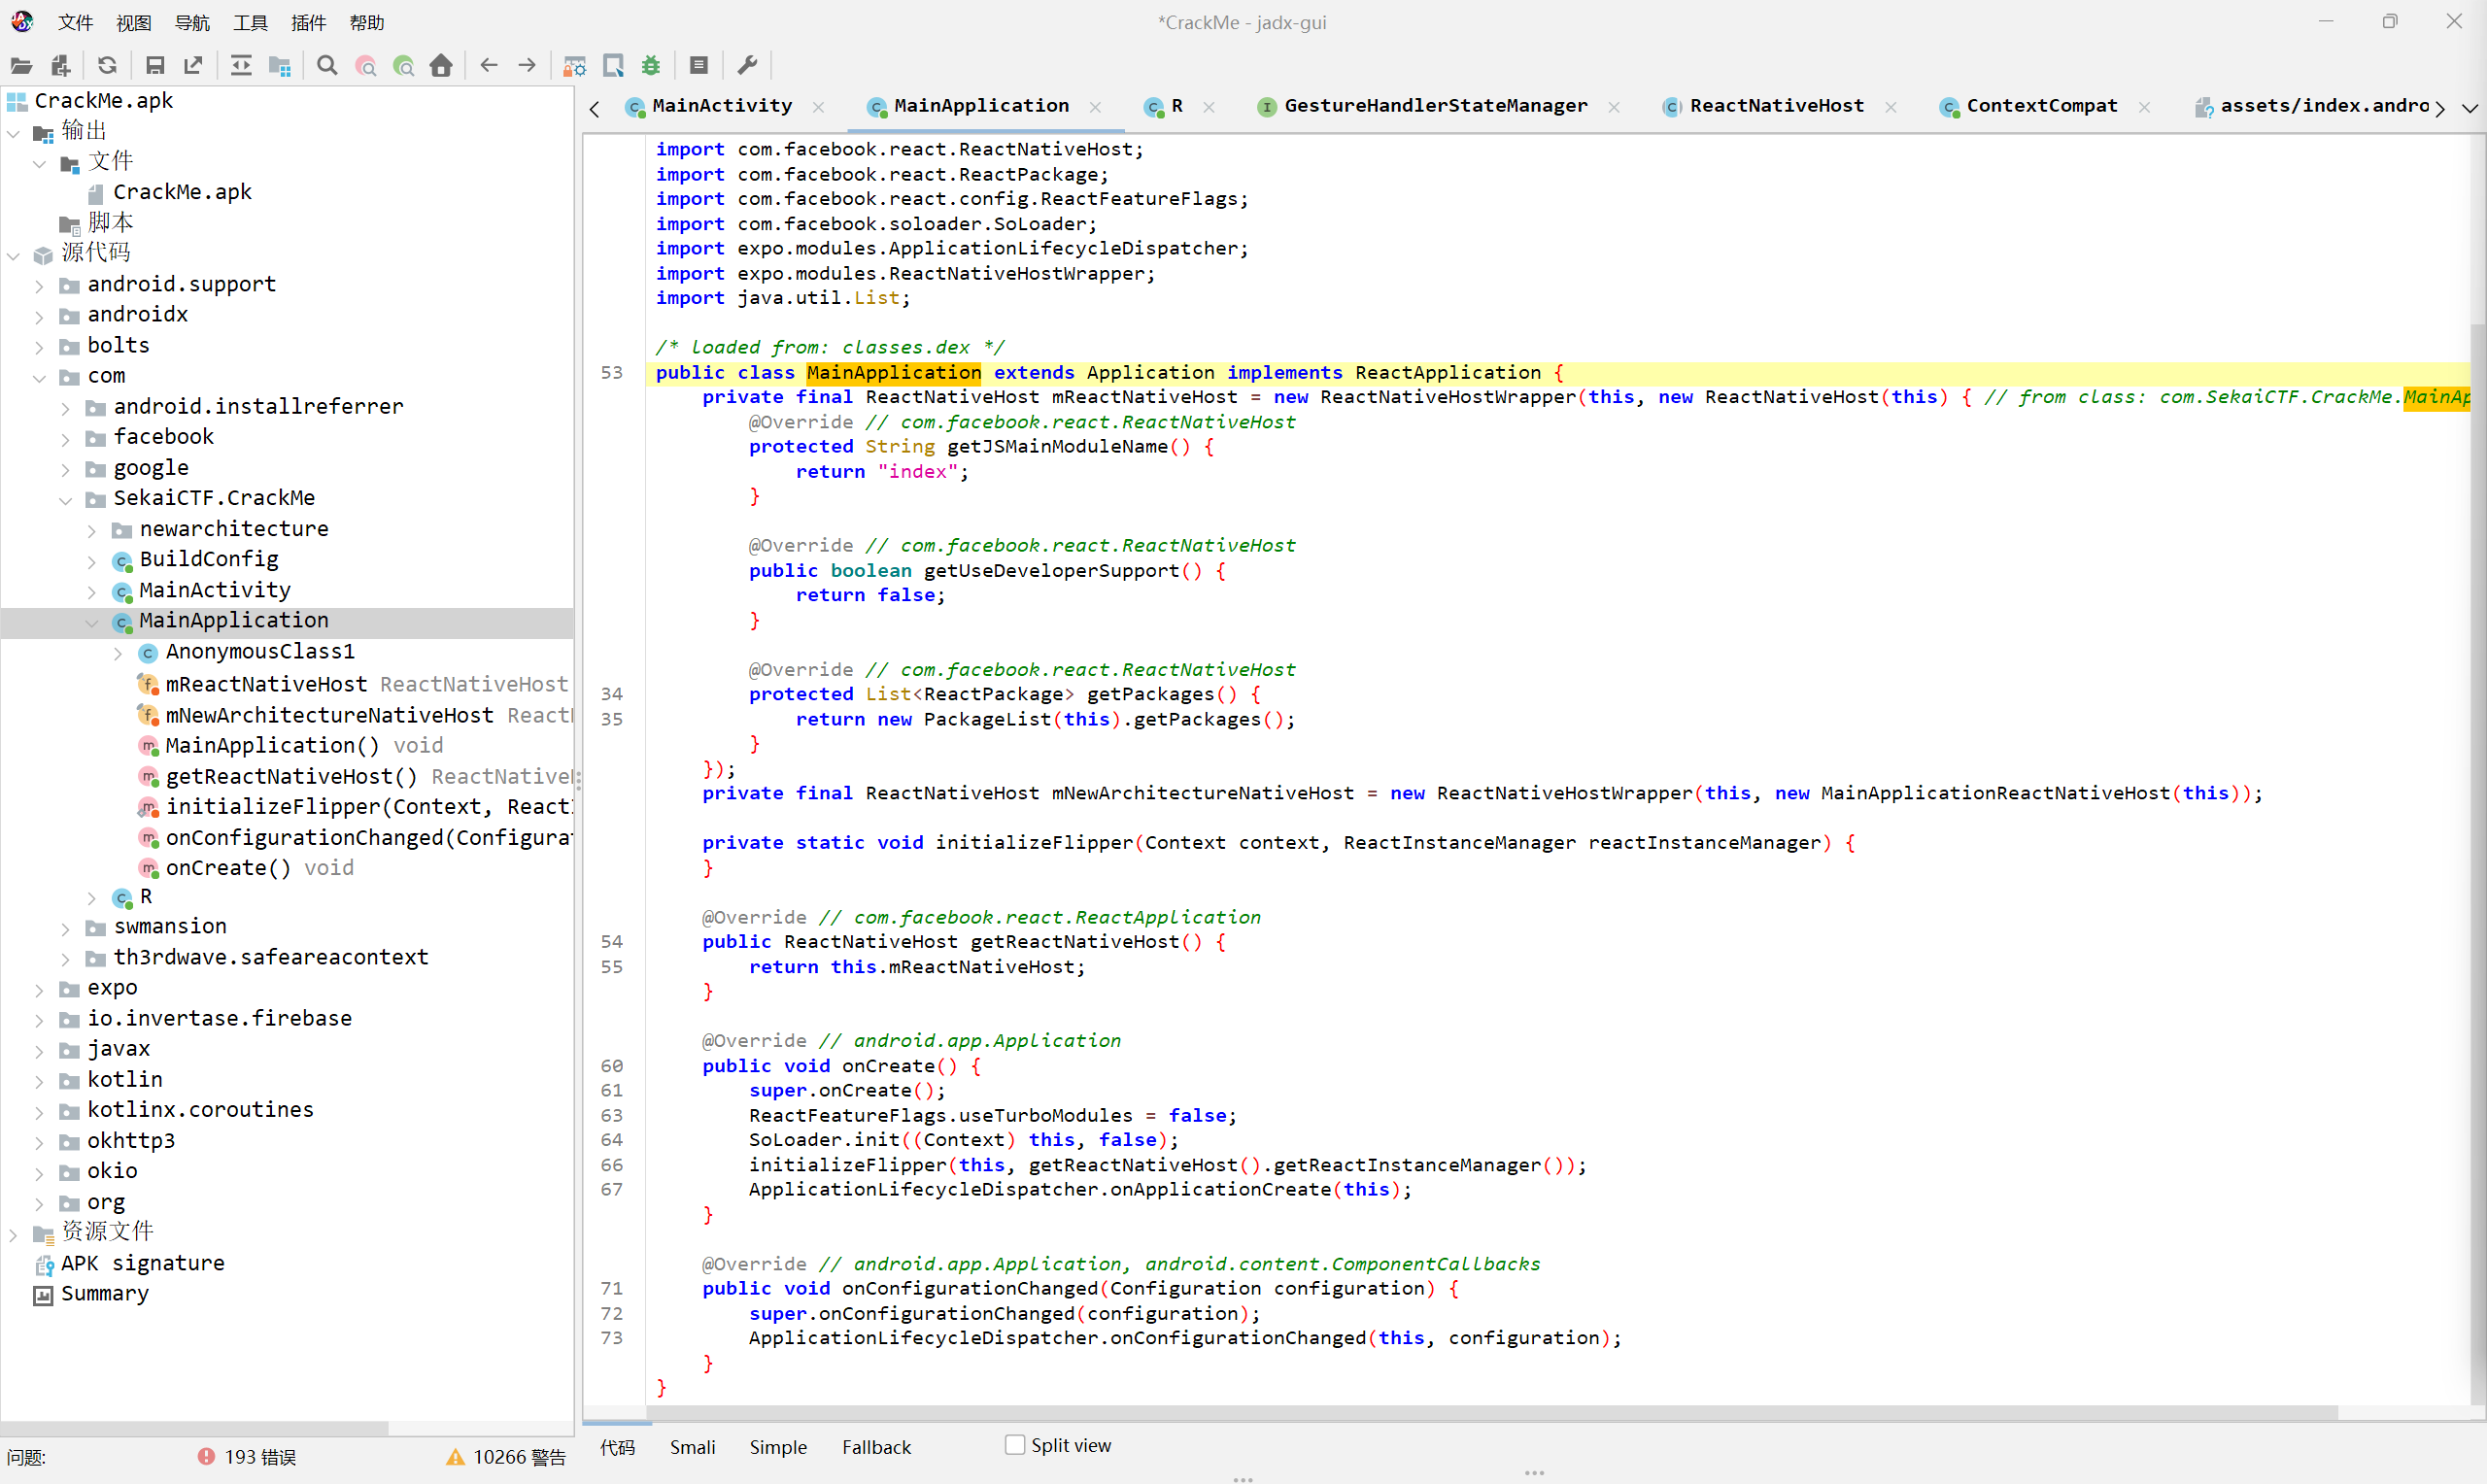 文件 视图 导航 工具 插件 帮助
*CrackMe - jadx-gui
CrackMe.apk
输出
文件
CrackMe.apk
脚本
源代码
android.support
androidx
bolts
com
android.installreferrer
facebook
google
SekaiCTF.CrackMe
newarchitecture
BuildConfig
MainActivity
MainApplication
AnonymousClass1
mReactNativeHost ReactNativeHost
mNewArchitectureNativeHost React
MainApplication() void
getReactNativeHost() ReactNative
initializeFlipper(Context, React
onConfigurationChanged(Configura
onCreate() void
R
swmansion
th3rdwave.safeareacontext
expo
io.invertase.firebase
javax
kotlin
kotlinx.coroutines
okhttp3
okio
org
资源文件
APK signature
Summary
问题: 193 错误 10266 警告
MainActivity MainApplication R GestureHandlerStateManager ReactNativeHost ContextCompat assets/index.andro
import com.facebook.react.ReactNativeHost;
import com.facebook.react.ReactPackage;
import com.facebook.react.config.ReactFeatureFlags;
import com.facebook.soloader.SoLoader;
import expo.modules.ApplicationLifecycleDispatcher;
import expo.modules.ReactNativeHostWrapper;
import java.util.List;
/* loaded from: classes.dex */
53 public class MainApplication extends Application implements ReactApplication {
private final ReactNativeHost mReactNativeHost = new ReactNativeHostWrapper(this, new ReactNativeHost(this) { // from class: com.SekaiCTF.CrackMe.MainAp
@Override // com.facebook.react.ReactNativeHost
protected String getJSMainModuleName() {
return "index";
}
@Override // com.facebook.react.ReactNativeHost
public boolean getUseDeveloperSupport() {
return false;
}
@Override // com.facebook.react.ReactNativeHost
34 protected List<ReactPackage> getPackages() {
35 return new PackageList(this).getPackages();
}
});
private final ReactNativeHost mNewArchitectureNativeHost = new ReactNativeHostWrapper(this, new MainApplicationReactNativeHost(this));
private static void initializeFlipper(Context context, ReactInstanceManager reactInstanceManager) {
}
@Override // com.facebook.react.ReactApplication
54 public ReactNativeHost getReactNativeHost() {
55 return this.mReactNativeHost;
}
@Override // android.app.Application
60 public void onCreate() {
61 super.onCreate();
63 ReactFeatureFlags.useTurboModules = false;
64 SoLoader.init((Context) this, false);
66 initializeFlipper(this, getReactNativeHost().getReactInstanceManager());
67 ApplicationLifecycleDispatcher.onApplicationCreate(this);
}
@Override // android.app.Application, android.content.ComponentCallbacks
71 public void onConfigurationChanged(Configuration configuration) {
72 super.onConfigurationChanged(configuration);
73 ApplicationLifecycleDispatcher.onConfigurationChanged(this, configuration);
}
}
代码 Smali Simple Fallback Split view